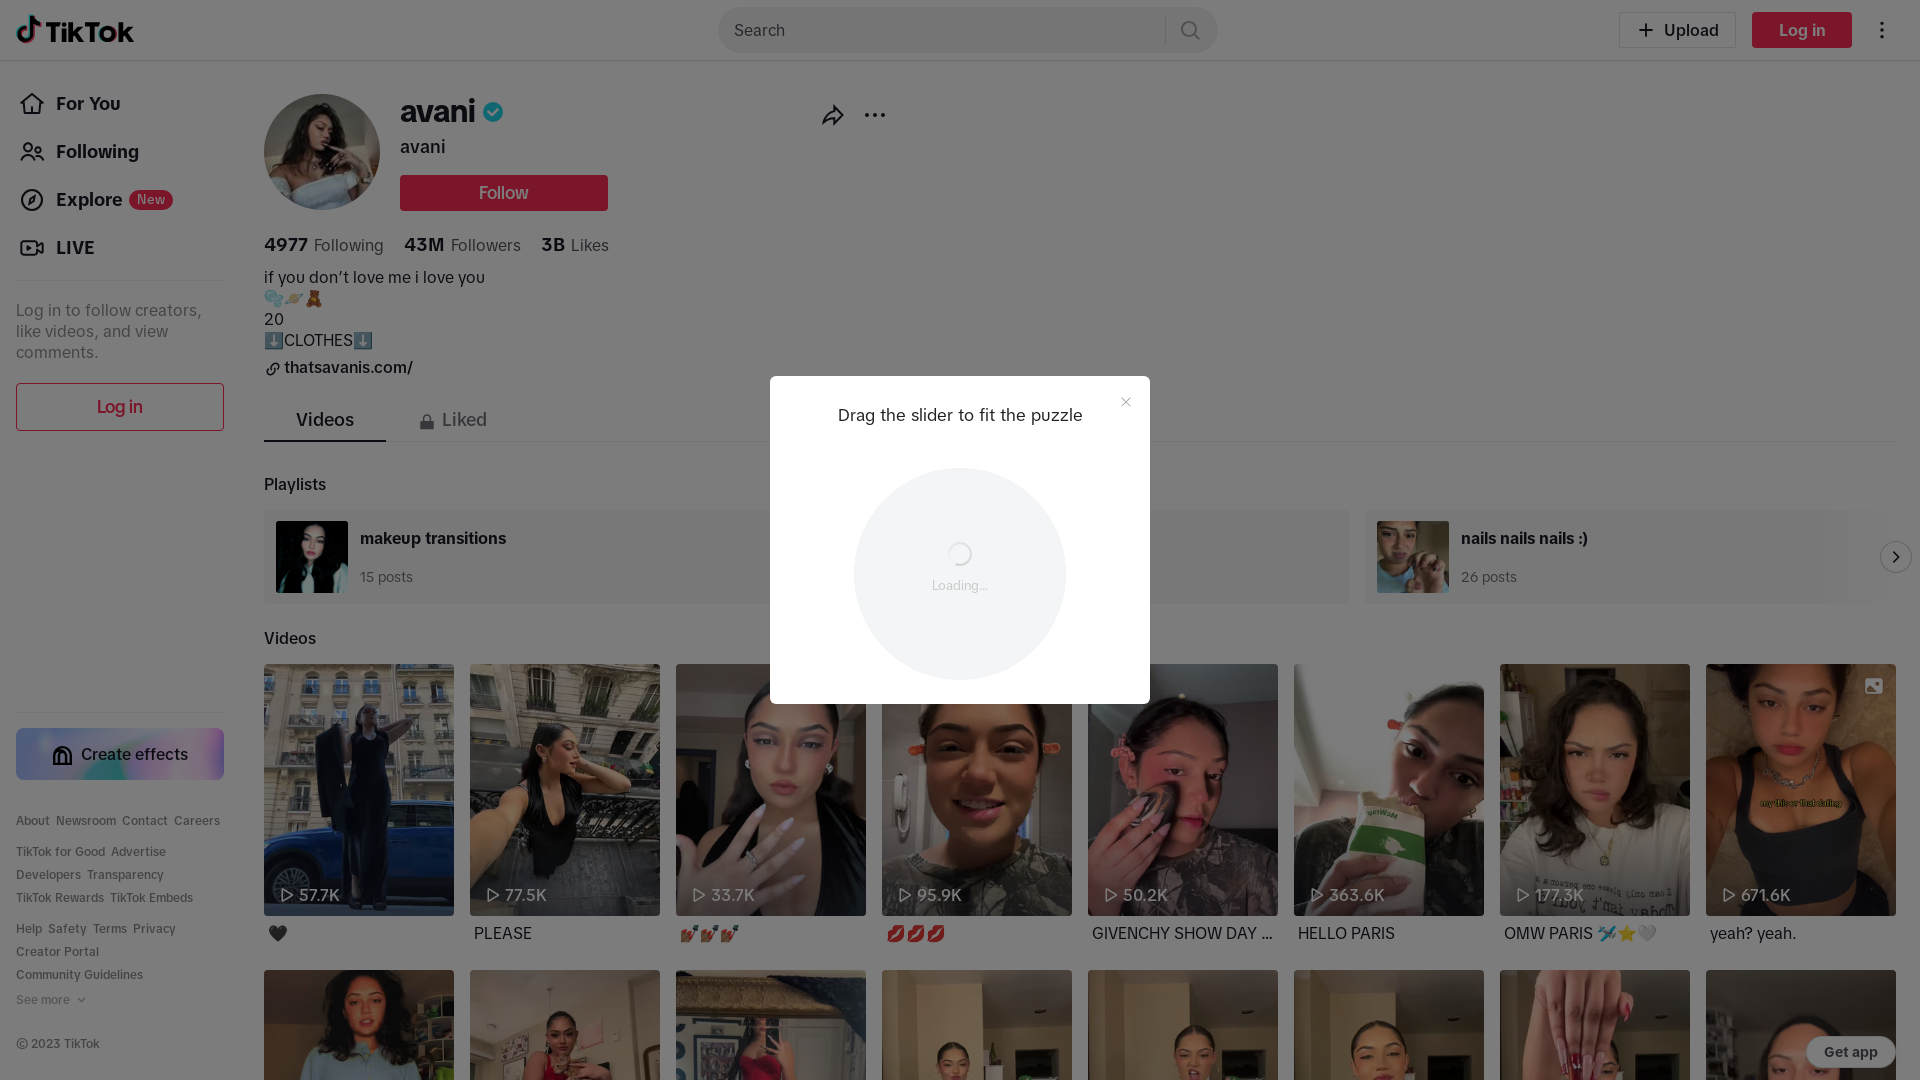 TikTok
Search
Upload
Log in
For You
Following
Explore New
LIVE
Log in to follow creators,
like videos, and view
comments.
Log in
Create effects
About Newsroom Contact Careers
TikTok for Good Advertise
Developers Transparency
TikTok Rewards TikTok Embeds
Help Safety Terms Privacy
Creator Portal
Community Guidelines
See more
© 2023 TikTok
avani
avani
Follow
4977 Following 43M Followers 3B Likes
if you don’t love me i love you
🫧🪐🧸
20
⬇️CLOTHES⬇️
thatsavanis.com/
Videos Liked
Playlists
makeup transitions
15 posts
nails nails nails :)
26 posts
Drag the slider to fit the puzzle
Loading...
Videos
57.7K
🖤
77.5K
PLEASE
33.7K
💅🏽💅🏽💅🏽
95.9K
💋💋💋
50.2K
GIVENCHY SHOW DAY ...
363.6K
HELLO PARIS
177.3K
OMW PARIS 🛩️⭐️🤍
671.6K
yeah? yeah.
Get app